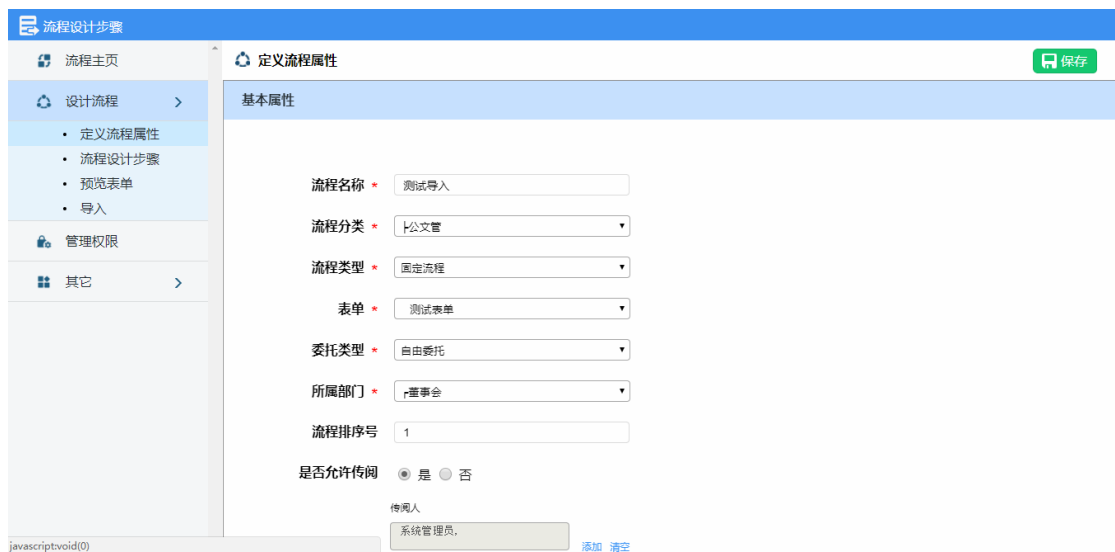 流程设计步骤
流程主页
设计流程
• 定义流程属性
• 流程设计步骤
• 预览表单
• 导入
管理权限
其它
定义流程属性
保存
基本属性
流程名称 * 测试导入
流程分类 * ├公文管
流程类型 * 固定流程
表单 * 测试表单
委托类型 * 自由委托
所属部门 * ┌董事会
流程排序号 1
是否允许传阅 是 否
传阅人
系统管理员,
添加 清空
javascript:void(0)